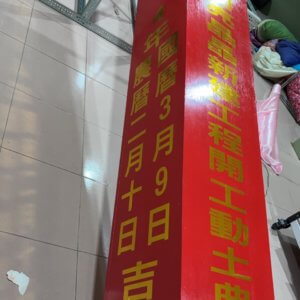 新建工程開工動土典
年
國曆3月9日
農曆二月十日
吉